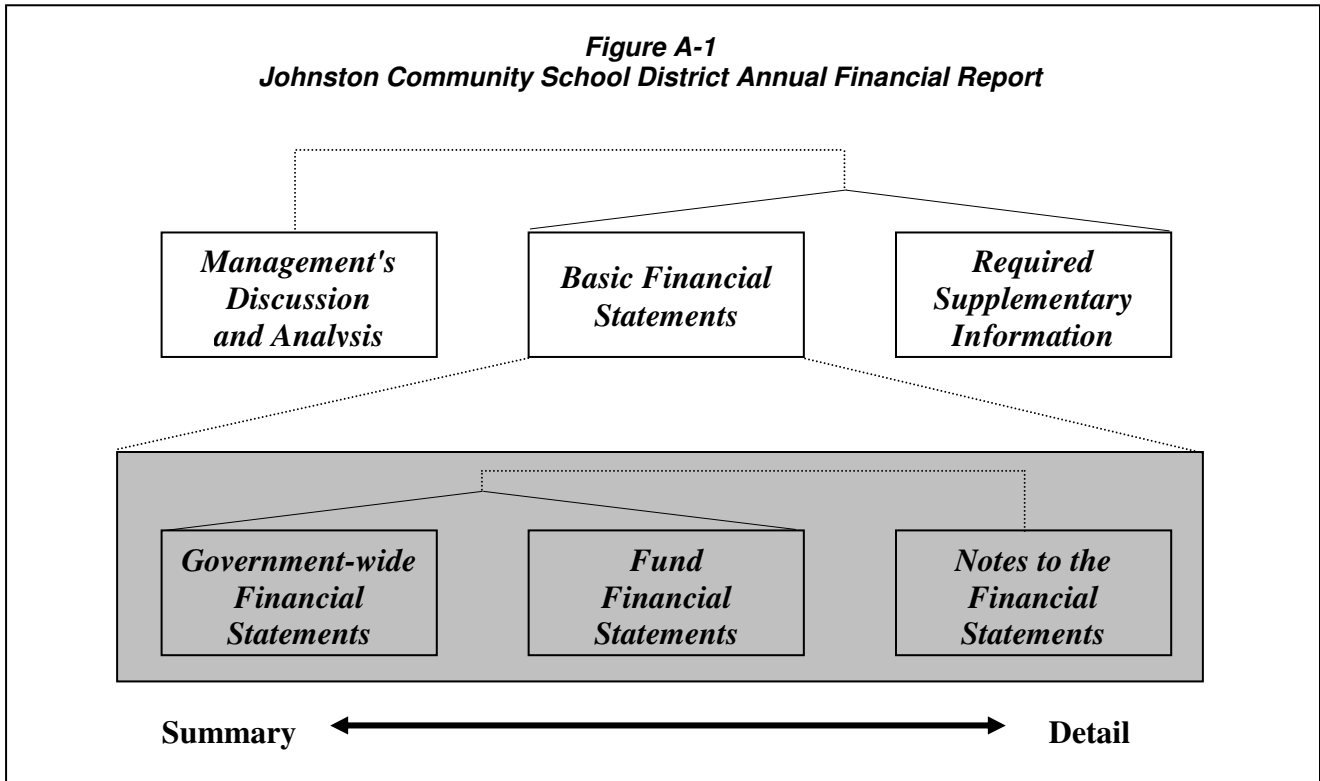 Figure A-1
Johnston Community School District Annual Financial Report
Management's
Discussion
and Analysis
Basic Financial
Statements
Required
Supplementary
Information
Government-wide
Financial
Statements
Fund
Financial
Statements
Notes to the
Financial
Statements
Summary
Detail